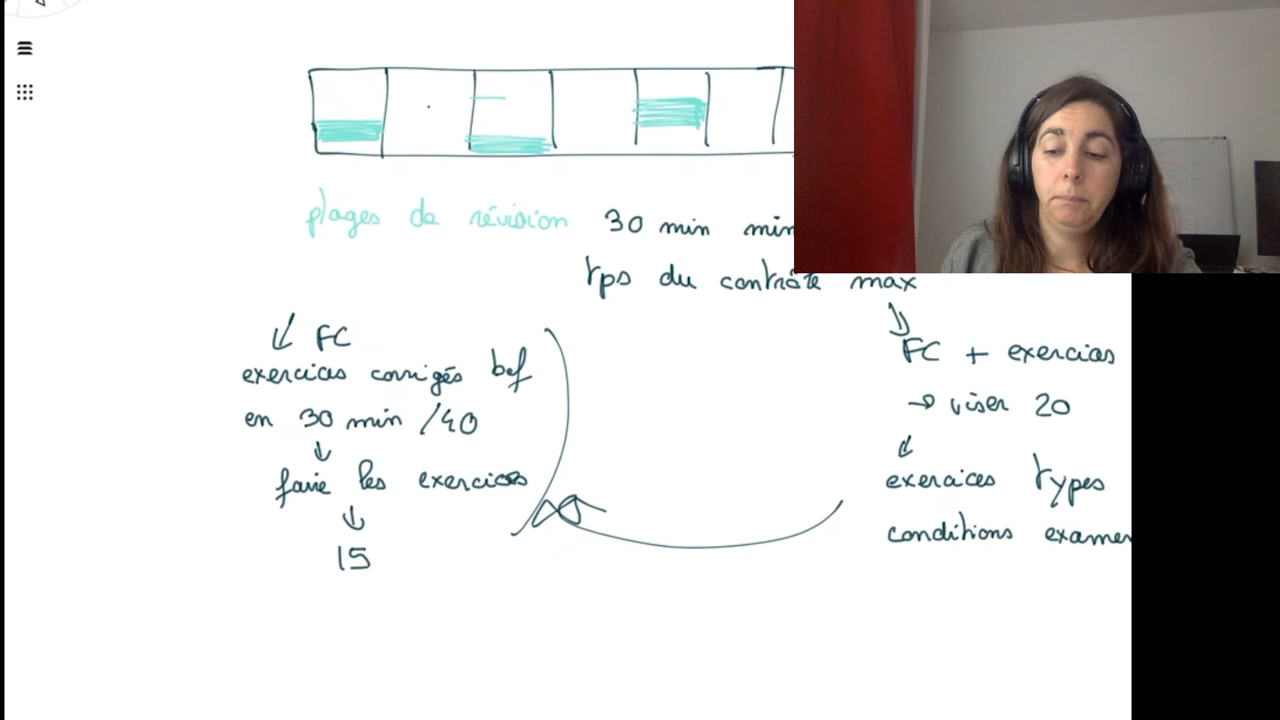 plages de révision 30 min min
tps du contrôle max
FC
exercices corrigés bof
en 30 min /40
faire les exercices
15
FC + exercices
→ viser 20
exercices types
conditions examen